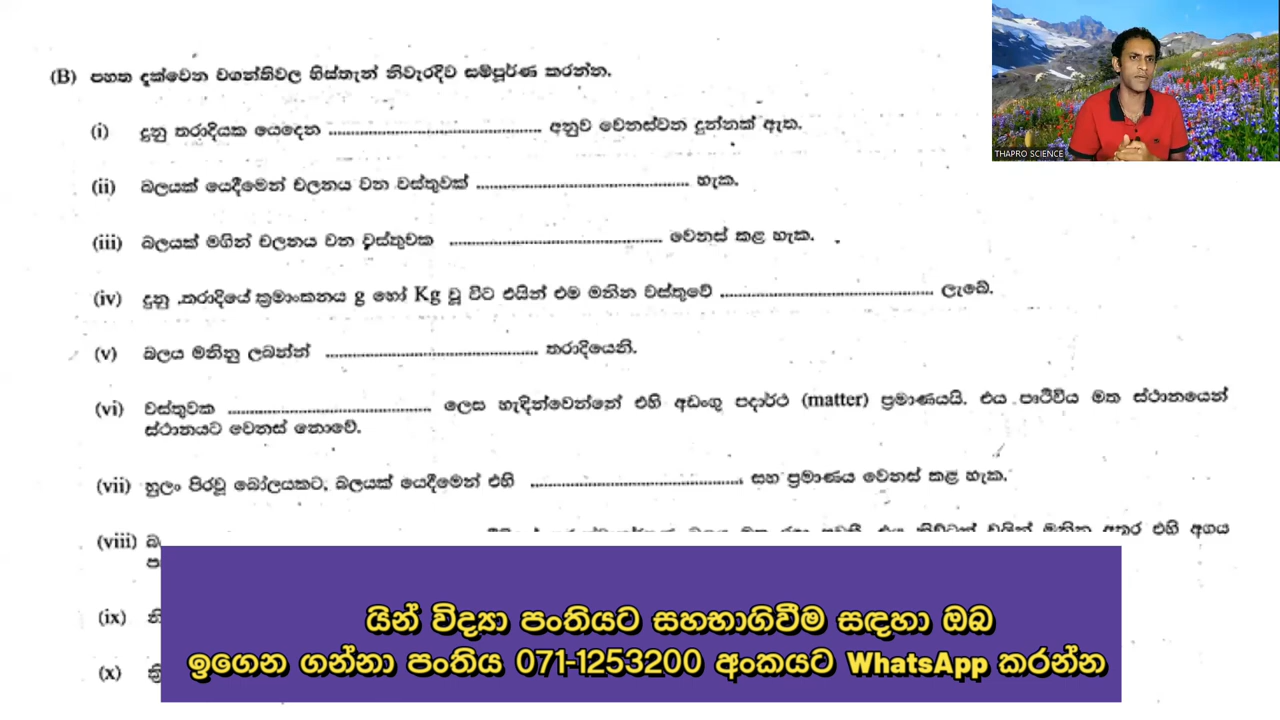 THAPRO SCIENCE
(B) පහත දැක්වෙන වගන්තිවල හිස්තැන් නිවැරදිව සම්පූර්ණ කරන්න.
(i) දුනු තරාදියක යෙදෙන ........................................ අනුව වෙනස්වන දුන්නක් ඇත.
(ii) බලයක් යෙදීමෙන් චලනය වන වස්තුවක් ........................................ හැක.
(iii) බලයක් මගින් චලනය වන වස්තුවක ........................................ වෙනස් කළ හැක.
(iv) දුනු තරාදියේ ක්‍රමාංකනය g හෝ Kg වූ විට එයින් එම මනින වස්තුවේ ........................................ ලැබේ.
(v) බලය මනිනු ලබන්නේ ........................................ තරාදියෙනි.
(vi) වස්තුවක ........................................ ලෙස හැඳින්වෙන්නේ එහි අඩංගු පදාර්ථ (matter) ප්‍රමාණයයි. එය පෘථිවිය මත ස්ථානයෙන්
ස්ථානයට වෙනස් නොවේ.
(vii) හුලං පිරවූ බෝලයකට, බලයක් යෙදීමෙන් එහි ........................................ සහ ප්‍රමාණය වෙනස් කළ හැක.
(viii) බ එහි අගය
ප
(ix) නි
(x) ක්‍රි
යින් විද්‍යා පංතියට සහභාගිවීම සඳහා ඔබ
ඉගෙන ගන්නා පංතිය 071-1253200 අංකයට WhatsApp කරන්න